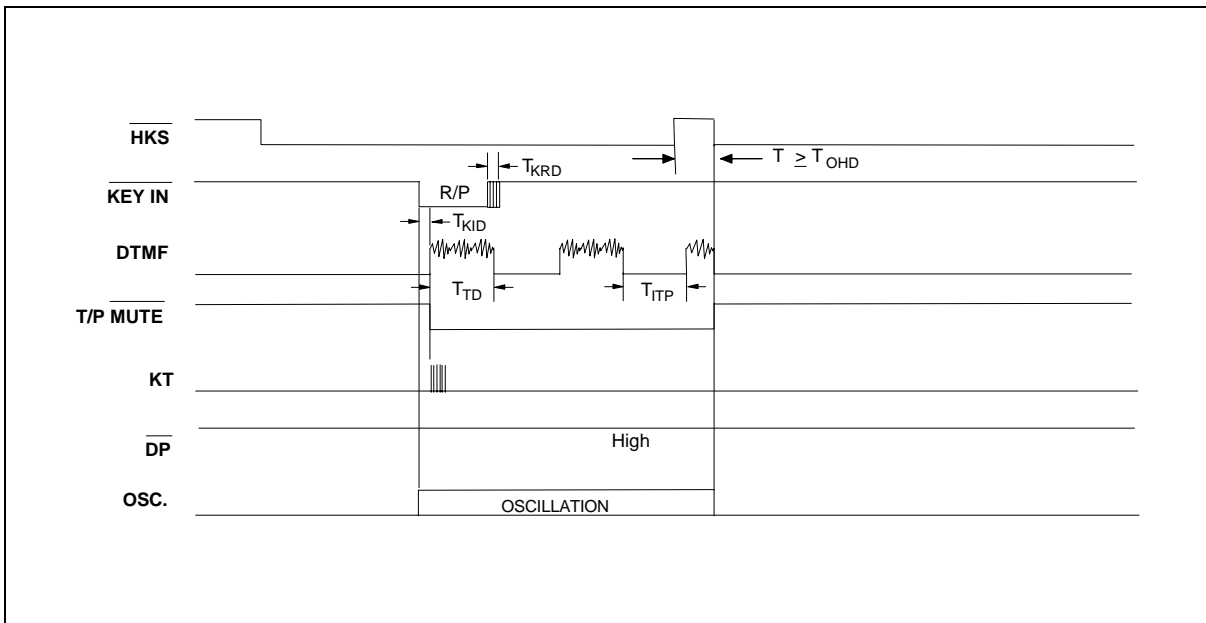 HKS
T ≥ TOHD
TKRD
KEY IN
R/P
TKID
DTMF
TTD
TITP
T/P MUTE
KT
High
DP
OSC.
OSCILLATION